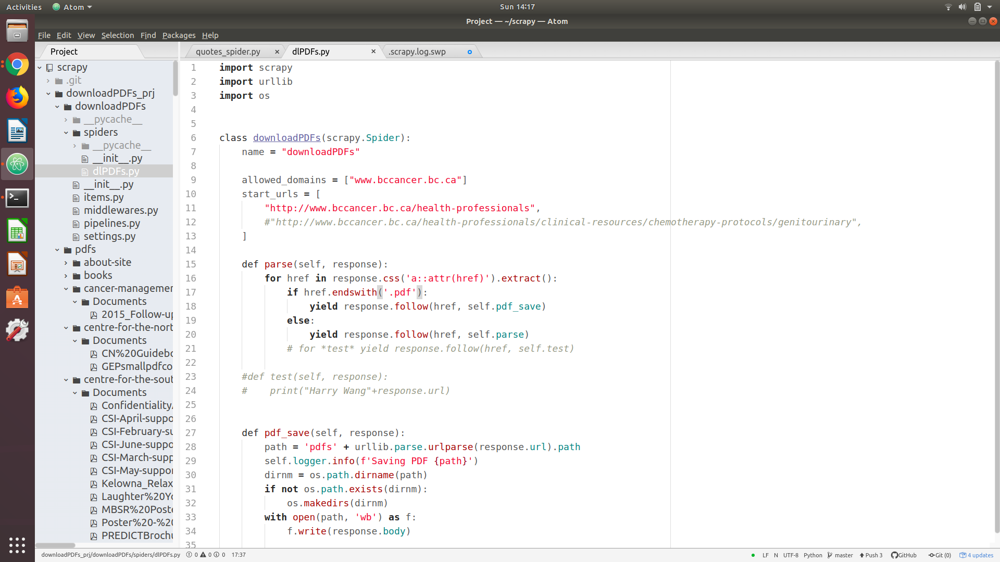 Activities Atom Sun 14:17
Project — ~/scrapy — Atom
File Edit View Selection Find Packages Help
Project
quotes_spider.py
dlPDFs.py
.scrapy.log.swp
scrapy
.git
downloadPDFs_prj
downloadPDFs
__pycache__
spiders
__pycache__
__init__.py
dlPDFs.py
__init__.py
items.py
middlewares.py
pipelines.py
settings.py
pdfs
about-site
books
cancer-managemen
Documents
2015_Follow-up
centre-for-the-nort
Documents
CN%20Guidebo
GEPsmallpdfco
centre-for-the-sout
Documents
Confidentiality
CSI-April-suppo
CSI-February-su
CSI-June-suppo
CSI-March-supp
CSI-May-suppor
Kelowna_Relax
Laughter%20Yo
MBSR%20Poste
Poster%20-%20
PREDICTBrochu
1 import scrapy
2 import urllib
3 import os
4
5
6 class downloadPDFs(scrapy.Spider):
7 name = "downloadPDFs"
8
9 allowed_domains = ["www.bccancer.bc.ca"]
10 start_urls = [
11 "http://www.bccancer.bc.ca/health-professionals",
12 #"http://www.bccancer.bc.ca/health-professionals/clinical-resources/chemotherapy-protocols/genitourinary",
13 ]
14
15 def parse(self, response):
16 for href in response.css('a::attr(href)').extract():
17 if href.endswith('.pdf'):
18 yield response.follow(href, self.pdf_save)
19 else:
20 yield response.follow(href, self.parse)
21 # for *test* yield response.follow(href, self.test)
22
23 #def test(self, response):
24 # print("Harry Wang"+response.url)
25
26
27 def pdf_save(self, response):
28 path = 'pdfs' + urllib.parse.urlparse(response.url).path
29 self.logger.info(f'Saving PDF {path}')
30 dirnm = os.path.dirname(path)
31 if not os.path.exists(dirnm):
32 os.makedirs(dirnm)
33 with open(path, 'wb') as f:
34 f.write(response.body)
35
downloadPDFs_prj/downloadPDFs/spiders/dlPDFs.py 0 0 0 17:37 LF N UTF-8 Python master Push 3 GitHub Git (0) 4 updates